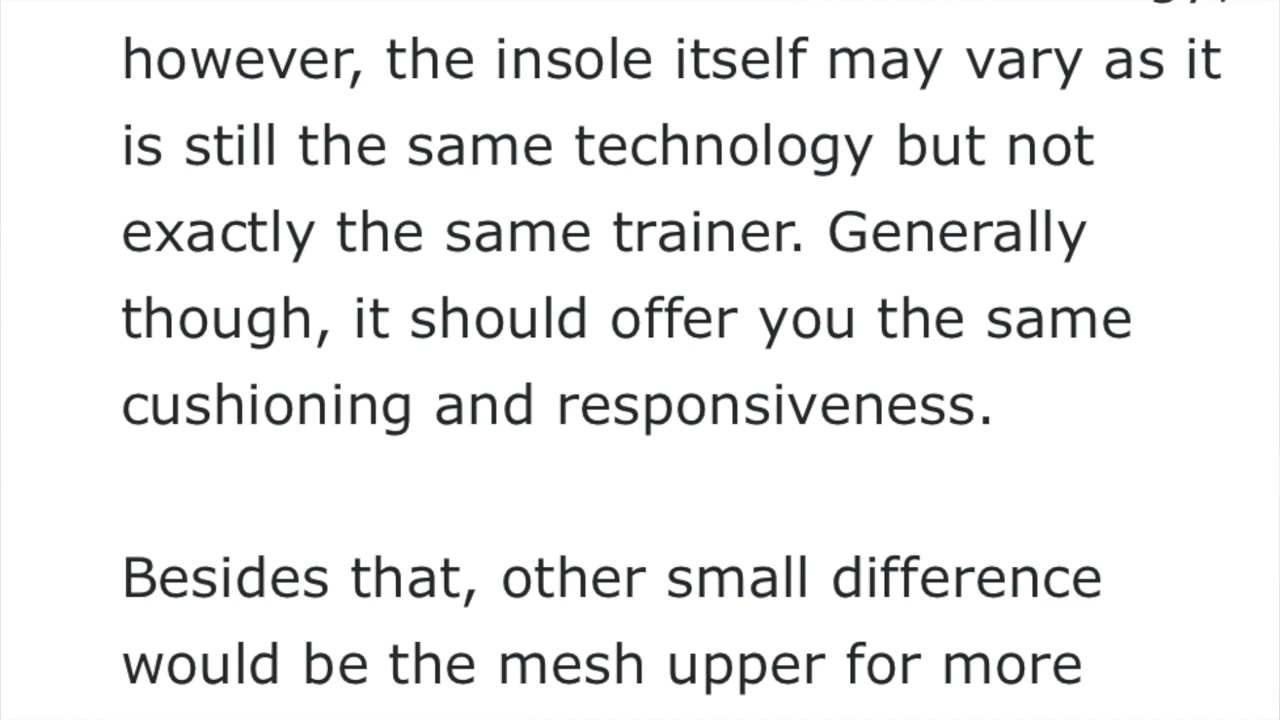 however, the insole itself may vary as it
is still the same technology but not
exactly the same trainer. Generally
though, it should offer you the same
cushioning and responsiveness.
Besides that, other small difference
would be the mesh upper for more